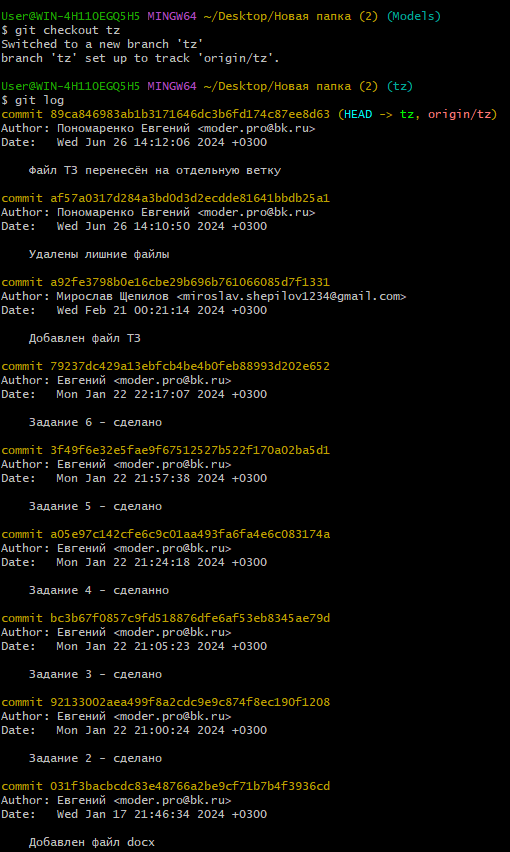 User@WIN-4H11OEGQ5H5 MINGW64 ~/Desktop/Новая папка (2) (Models)
$ git checkout tz
Switched to a new branch 'tz'
branch 'tz' set up to track 'origin/tz'.
User@WIN-4H11OEGQ5H5 MINGW64 ~/Desktop/Новая папка (2) (tz)
$ git log
commit 89ca846983ab1b3171646dc3b6fd174c87ee8d63 (HEAD -> tz, origin/tz)
Author: Пономаренко Евгений <moder.pro@bk.ru>
Date:   Wed Jun 26 14:12:06 2024 +0300
Файл ТЗ перенесён на отдельную ветку
commit af57a0317d284a3bd0d3d2ecdde81641bbdb25a1
Author: Пономаренко Евгений <moder.pro@bk.ru>
Date:   Wed Jun 26 14:10:50 2024 +0300
Удалены лишние файлы
commit a92fe3798b0e16cbe29b696b761066085d7f1331
Author: Мирослав Щепилов <miroslav.shepilov1234@gmail.com>
Date:   Wed Feb 21 00:21:14 2024 +0300
Добавлен файл ТЗ
commit 79237dc429a13ebfcb4be4b0feb88993d202e652
Author: Евгений <moder.pro@bk.ru>
Date:   Mon Jan 22 22:17:07 2024 +0300
Задание 6 - сделано
commit 3f49f6e32e5fae9f67512527b522f170a02ba5d1
Author: Евгений <moder.pro@bk.ru>
Date:   Mon Jan 22 21:57:38 2024 +0300
Задание 5 - сделано
commit a05e97c142cfe6c9c01aa493fa6fa4e6c083174a
Author: Евгений <moder.pro@bk.ru>
Date:   Mon Jan 22 21:24:18 2024 +0300
Задание 4 - сделанно
commit bc3b67f0857c9fd518876dfe6af53eb8345ae79d
Author: Евгений <moder.pro@bk.ru>
Date:   Mon Jan 22 21:05:23 2024 +0300
Задание 3 - сделано
commit 92133002aea499f8a2cdc9e9c874f8ec190f1208
Author: Евгений <moder.pro@bk.ru>
Date:   Mon Jan 22 21:00:24 2024 +0300
Задание 2 - сделано
commit 031f3bacbcdc83e48766a2be9cf71b7b4f3936cd
Author: Евгений <moder.pro@bk.ru>
Date:   Wed Jan 17 21:46:34 2024 +0300
Добавлен файл docx